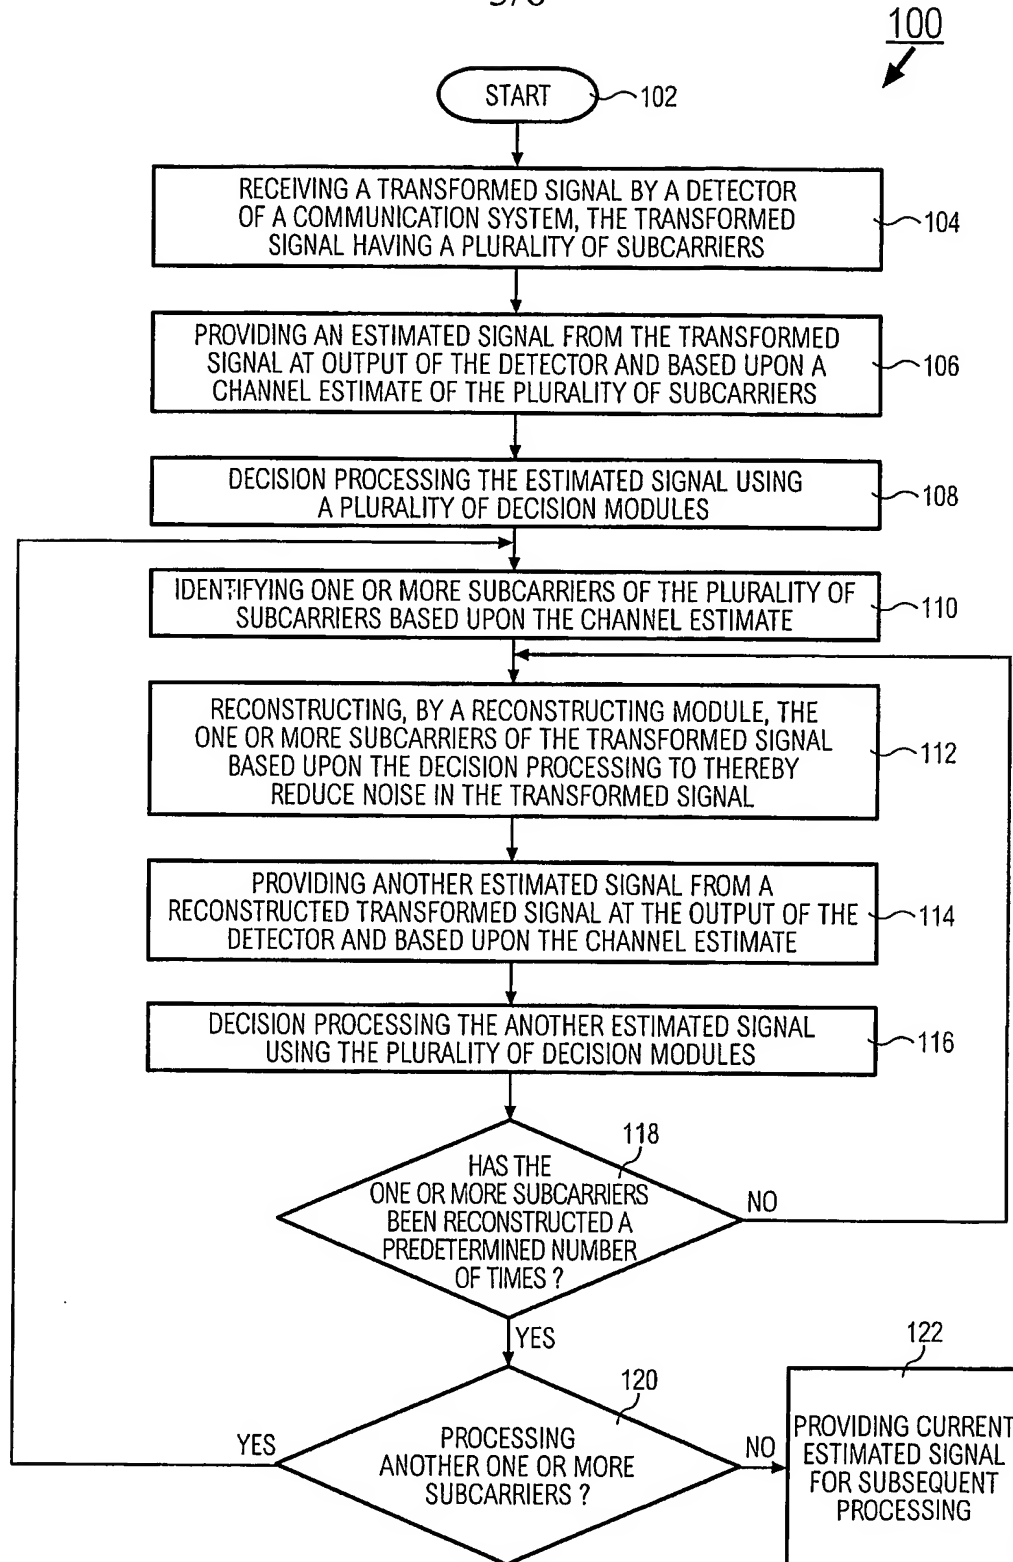 100
START
102
RECEIVING A TRANSFORMED SIGNAL BY A DETECTOR
OF A COMMUNICATION SYSTEM, THE TRANSFORMED
SIGNAL HAVING A PLURALITY OF SUBCARRIERS
104
PROVIDING AN ESTIMATED SIGNAL FROM THE TRANSFORMED
SIGNAL AT OUTPUT OF THE DETECTOR AND BASED UPON A
CHANNEL ESTIMATE OF THE PLURALITY OF SUBCARRIERS
106
DECISION PROCESSING THE ESTIMATED SIGNAL USING
A PLURALITY OF DECISION MODULES
108
IDENTIFYING ONE OR MORE SUBCARRIERS OF THE PLURALITY OF
SUBCARRIERS BASED UPON THE CHANNEL ESTIMATE
110
RECONSTRUCTING, BY A RECONSTRUCTING MODULE, THE
ONE OR MORE SUBCARRIERS OF THE TRANSFORMED SIGNAL
BASED UPON THE DECISION PROCESSING TO THEREBY
REDUCE NOISE IN THE TRANSFORMED SIGNAL
112
PROVIDING ANOTHER ESTIMATED SIGNAL FROM A
RECONSTRUCTED TRANSFORMED SIGNAL AT THE OUTPUT OF THE
DETECTOR AND BASED UPON THE CHANNEL ESTIMATE
114
DECISION PROCESSING THE ANOTHER ESTIMATED SIGNAL
USING THE PLURALITY OF DECISION MODULES
116
118
HAS THE
ONE OR MORE SUBCARRIERS
BEEN RECONSTRUCTED A
PREDETERMINED NUMBER
OF TIMES ?
NO
YES
120
PROCESSING
ANOTHER ONE OR MORE
SUBCARRIERS ?
YES
NO
122
PROVIDING CURRENT
ESTIMATED SIGNAL
FOR SUBSEQUENT
PROCESSING